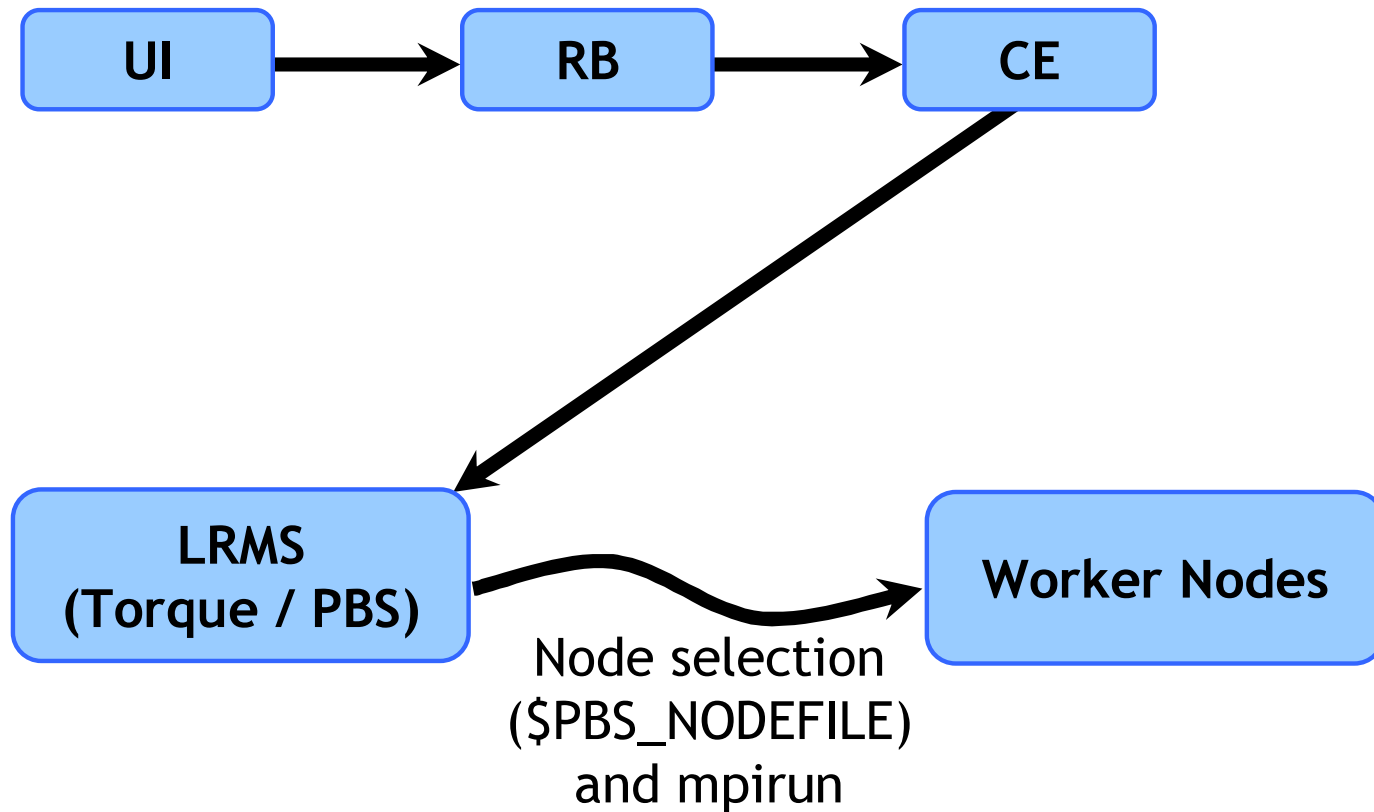 UI
RB
CE
LRMS
(Torque / PBS)
Worker Nodes
Node selection
($PBS_NODEFILE)
and mpirun